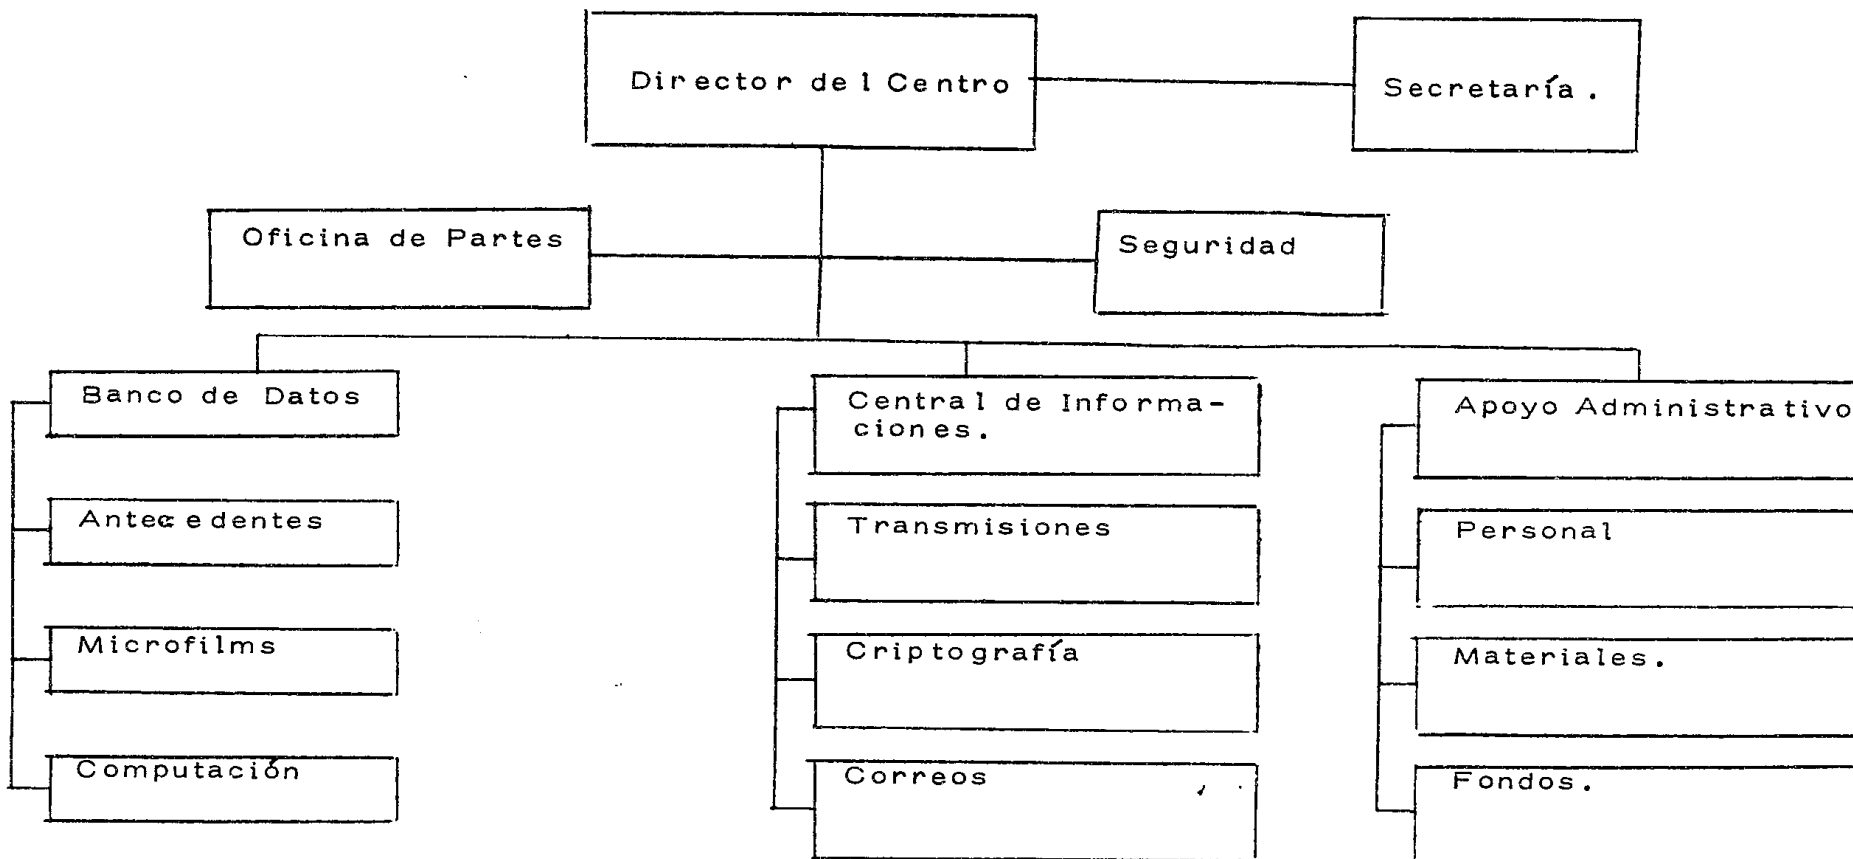 Director del Centro
Secretaría.
Oficina de Partes
Seguridad
Banco de Datos
Antecedentes
Microfilms
Computación
Central de Informa-
ciones.
Transmisiones
Criptografía
Correos
Apoyo Administrativo
Personal
Materiales.
Fondos.